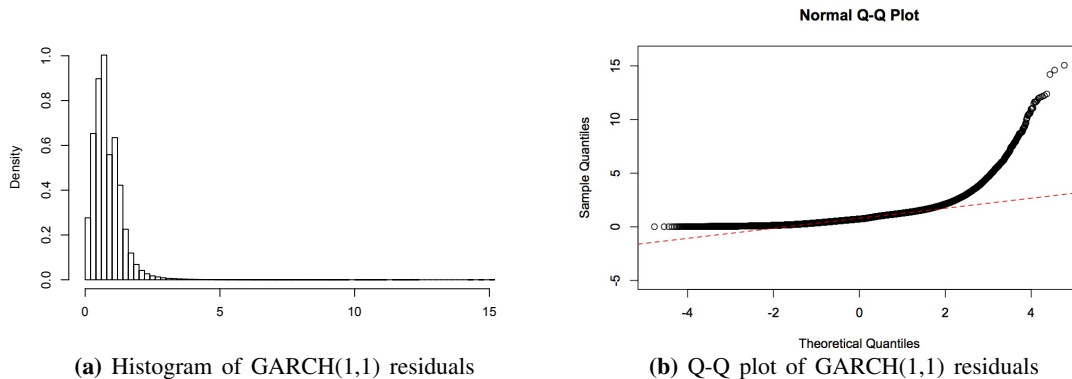 Density
0.0 0.2 0.4 0.6 0.8 1.0
0 5 10 15
(a) Histogram of GARCH(1,1) residuals
Normal Q-Q Plot
Sample Quantiles
-5 0 5 10 15
-4 -2 0 2 4
Theoretical Quantiles
(b) Q-Q plot of GARCH(1,1) residuals